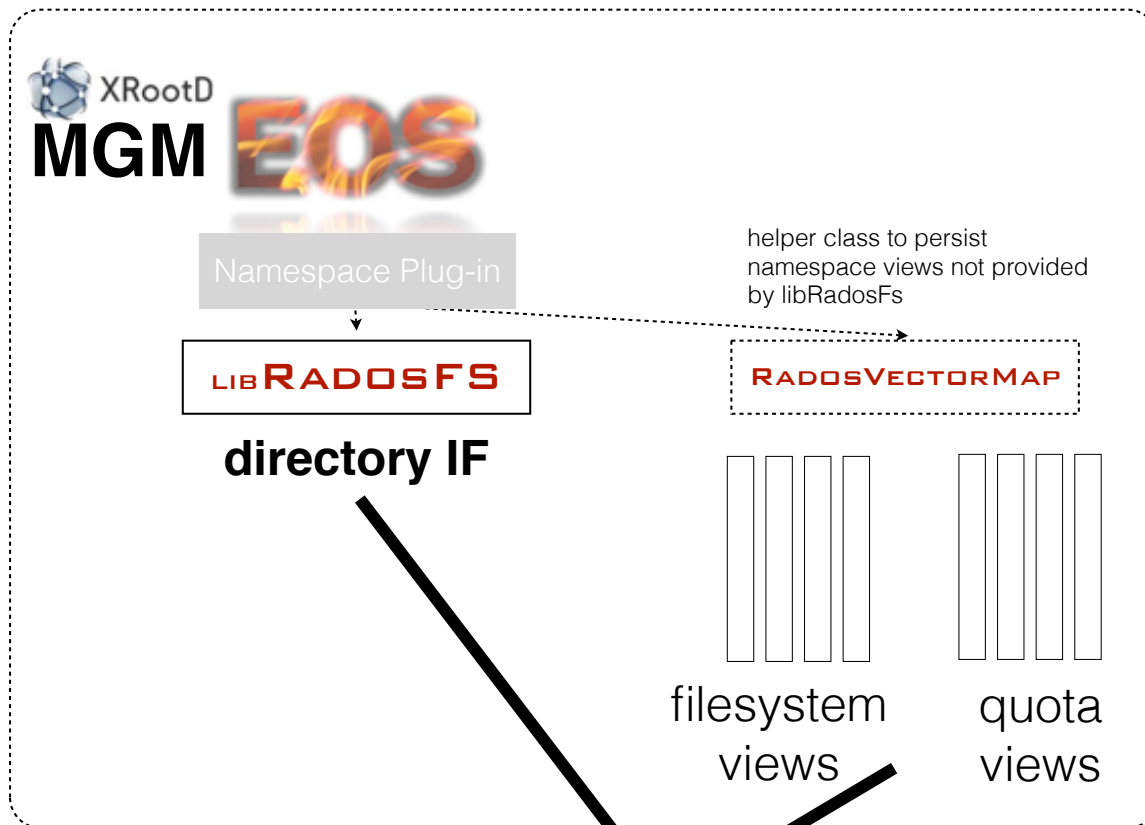 XRootD
MGM EOS
Namespace Plug-in
helper class to persist
namespace views not provided
by libRadosFs
LIBRADOSFS
RADOSVECTORMAP
directory IF
filesystem
views
quota
views